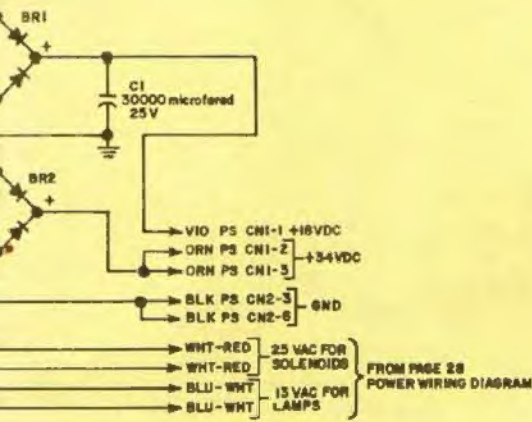 BR1
+
C1
30000 microfared
25V
BR2
+
VIO PS CN1-1 +18VDC
ORN PS CN1-2
+34VDC
ORN PS CN1-3
BLK PS CN2-3
GND
BLK PS CN2-6
WHT-RED
25 VAC FOR
SOLENOIDS
WHT-RED
FROM PAGE 28
POWER WIRING DIAGRAM
BLU-WHT
13 VAC FOR
LAMPS
BLU-WHT